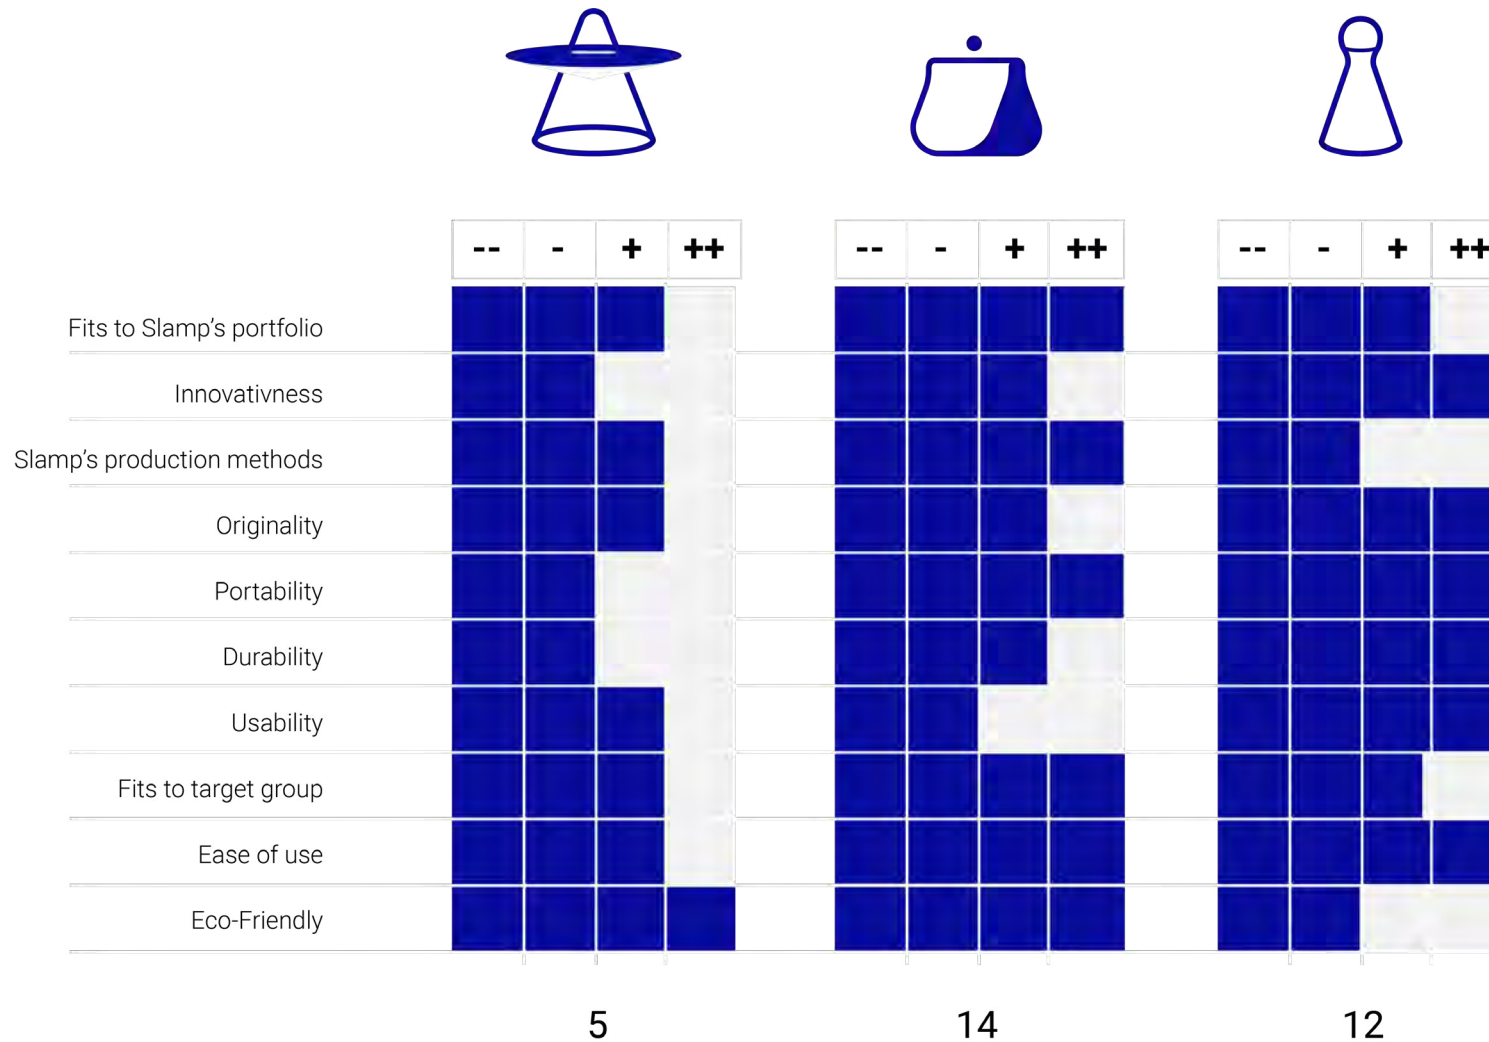 -- - + ++ -- - + ++ -- - + ++
Fits to Slamp's portfolio
Innovativness
Slamp's production methods
Originality
Portability
Durability
Usability
Fits to target group
Ease of use
Eco-Friendly
5 14 12